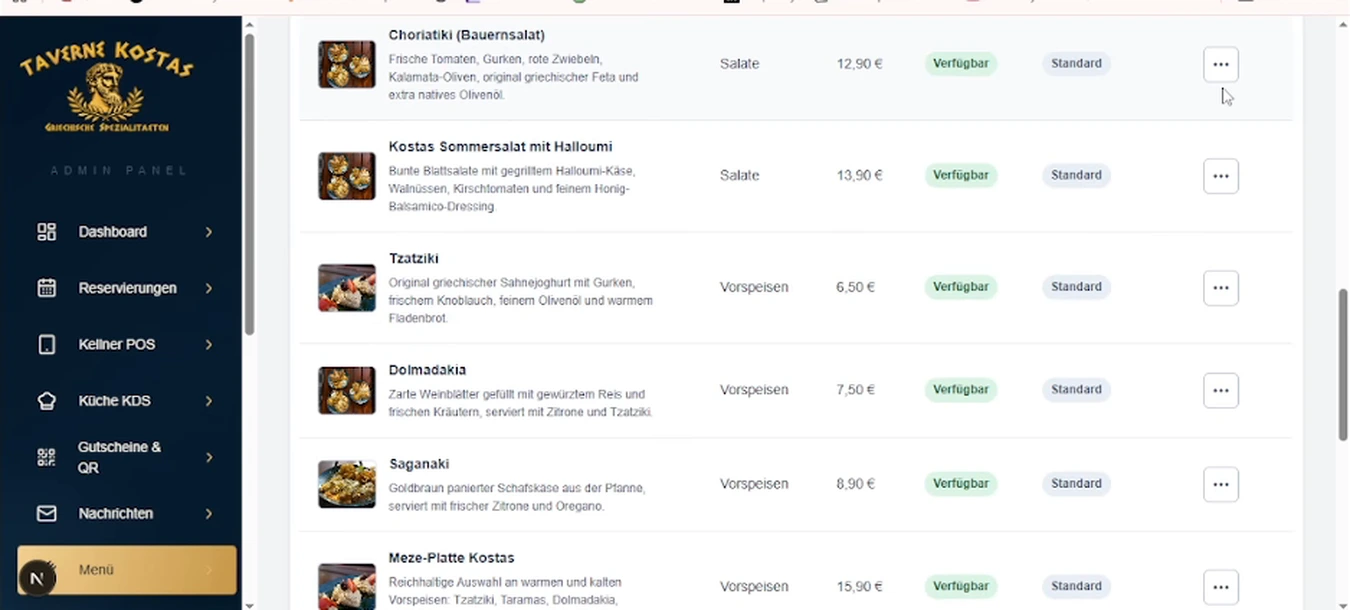 TAVERNE KOSTAS
GRIECHISCHE SPEZIALITAETEN
ADMIN PANEL
Dashboard
Reservierungen
Kellner POS
Küche KDS
Gutscheine &
QR
Nachrichten
Menü
N
Choriatiki (Bauernsalat)
Frische Tomaten, Gurken, rote Zwiebeln,
Kalamata-Oliven, original griechischer Feta und
extra natives Olivenöl.
Salate
12,90 €
Verfügbar
Standard
Kostas Sommersalat mit Halloumi
Bunte Blattsalate mit gegrilltem Halloumi-Käse,
Walnüssen, Kirschtomaten und feinem Honig-
Balsamico-Dressing.
Salate
13,90 €
Verfügbar
Standard
Tzatziki
Original griechischer Sahnejoghurt mit Gurken,
frischem Knoblauch, feinem Olivenöl und warmem
Fladenbrot.
Vorspeisen
6,50 €
Verfügbar
Standard
Dolmadakia
Zarte Weinblätter gefüllt mit gewürztem Reis und
frischen Kräutern, serviert mit Zitrone und Tzatziki.
Vorspeisen
7,50 €
Verfügbar
Standard
Saganaki
Goldbraun panierter Schafskäse aus der Pfanne,
serviert mit frischer Zitrone und Oregano.
Vorspeisen
8,90 €
Verfügbar
Standard
Meze-Platte Kostas
Reichhaltige Auswahl an warmen und kalten
Vorspeisen: Tzatziki, Taramas, Dolmadakia,
Vorspeisen
15,90 €
Verfügbar
Standard